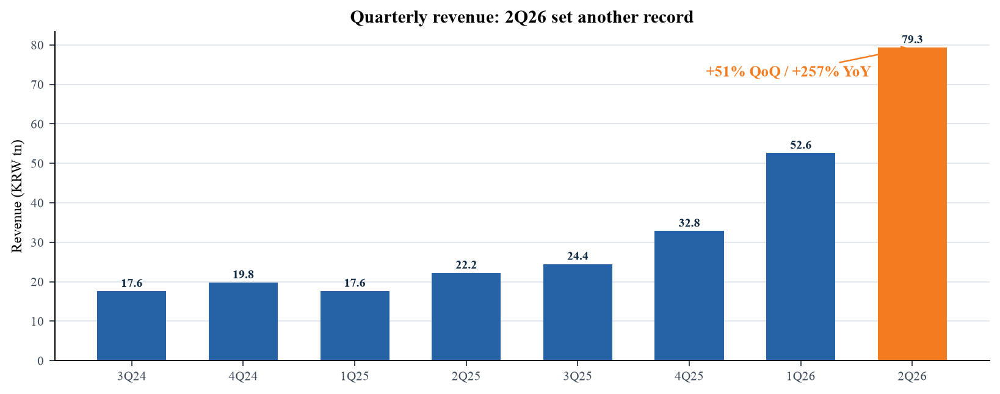 Quarterly revenue: 2Q26 set another record
Revenue (KRW tn)
80
70
60
50
40
30
20
10
0
17.6
19.8
17.6
22.2
24.4
32.8
52.6
79.3
+51% QoQ / +257% YoY
3Q24
4Q24
1Q25
2Q25
3Q25
4Q25
1Q26
2Q26